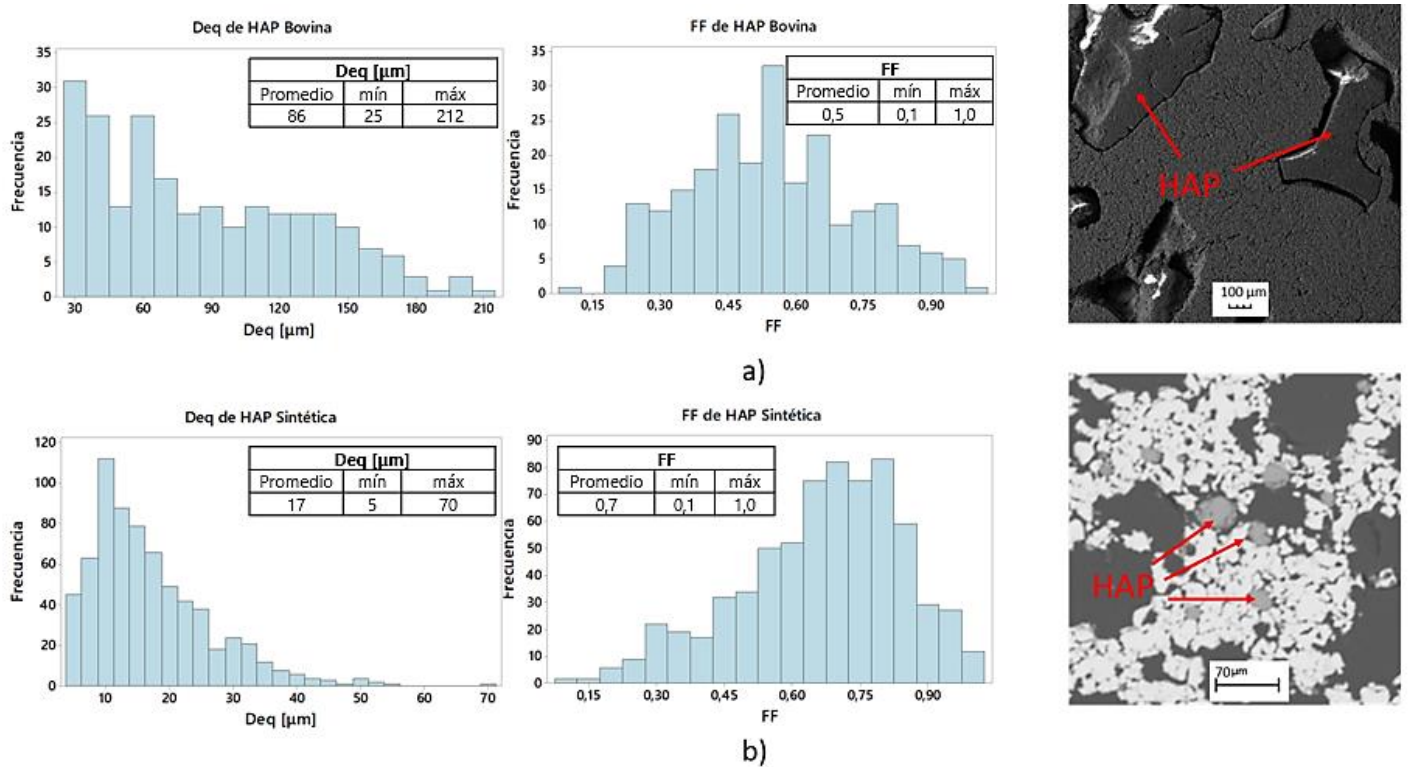 Deq de HAP Bovina
Deq [µm]
Promedio mín máx
86 25 212
35
30
25
20
15
10
5
0
Frecuencia
30 60 90 120 150 180 210
Deq [µm]
FF de HAP Bovina
FF
Promedio mín máx
0,5 0,1 1,0
35
30
25
20
15
10
5
0
Frecuencia
0,15 0,30 0,45 0,60 0,75 0,90
FF
HAP
100 µm
a)
Deq de HAP Sintética
Deq [µm]
Promedio mín máx
17 5 70
120
100
80
60
40
20
0
Frecuencia
10 20 30 40 50 60 70
Deq [µm]
FF de HAP Sintética
FF
Promedio mín máx
0,7 0,1 1,0
90
80
70
60
50
40
30
20
10
0
Frecuencia
0,15 0,30 0,45 0,60 0,75 0,90
FF
HAP
70µm
b)